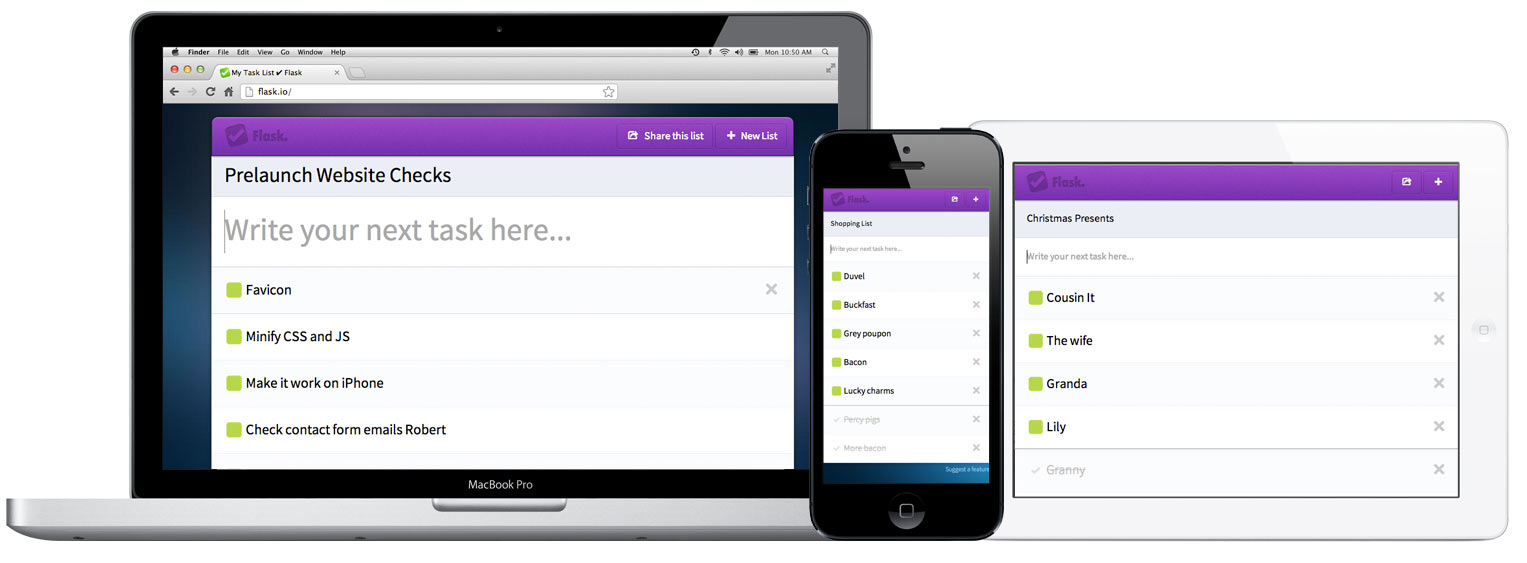 Finder File Edit View Go Window Help Mon 10:50 AM
My Task List ✔ Flask
flask.io/
Flask. Share this list New List
Prelaunch Website Checks
Write your next task here...
Favicon
Minify CSS and JS
Make it work on iPhone
Check contact form emails Robert
MacBook Pro
Flask.
Shopping List
Write your next task here...
Duvel
Buckfast
Grey poupon
Bacon
Lucky charms
Percy pigs
More bacon
Suggest a feature
Flask.
Christmas Presents
Write your next task here...
Cousin It
The wife
Granda
Lily
Granny